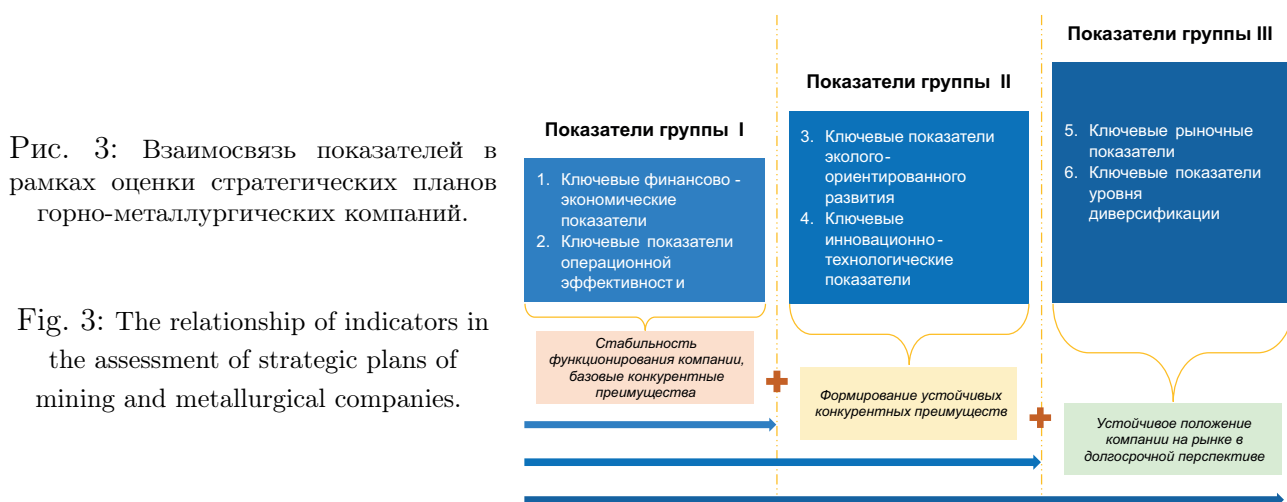 Рис. 3: Взаимосвязь показателей в
рамках оценки стратегических планов
горно-металлургических компаний.
Fig. 3: The relationship of indicators in
the assessment of strategic plans of
mining and metallurgical companies.
Показатели группы I
1. Ключевые финансово -
экономические
показатели
2. Ключевые показатели
операционной
эффективност и
Стабильность
функционирования компании,
базовые конкурентные
преимущества
Показатели группы II
3. Ключевые показатели
эколого-
ориентированного
развития
4. Ключевые
инновационно-
технологические
показатели
Формирование устойчивых
конкурентных преимуществ
Показатели группы III
5. Ключевые рыночные
показатели
6. Ключевые показатели
уровня
диверсификации
Устойчивое положение
компании на рынке в
долгосрочной перспективе